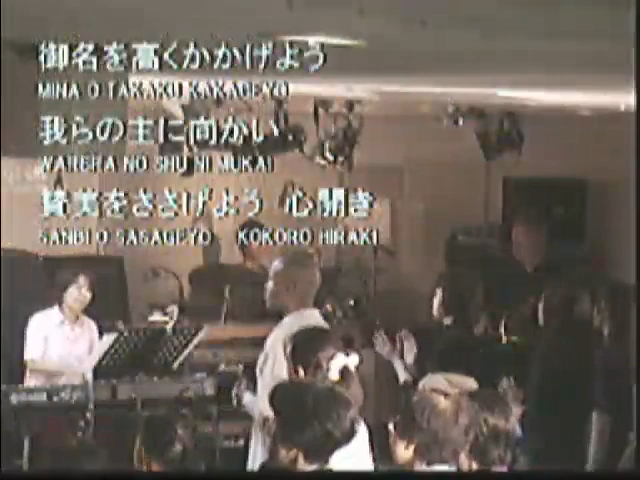 御名を高くかかげよう
MINA O TAKAKU KAKAGEYO
我らの主に向かい
WARERA NO SHU NI MUKAI
賛美をささげよう 心開き
SANBI O SASAGEYO KOKORO HIRAKI